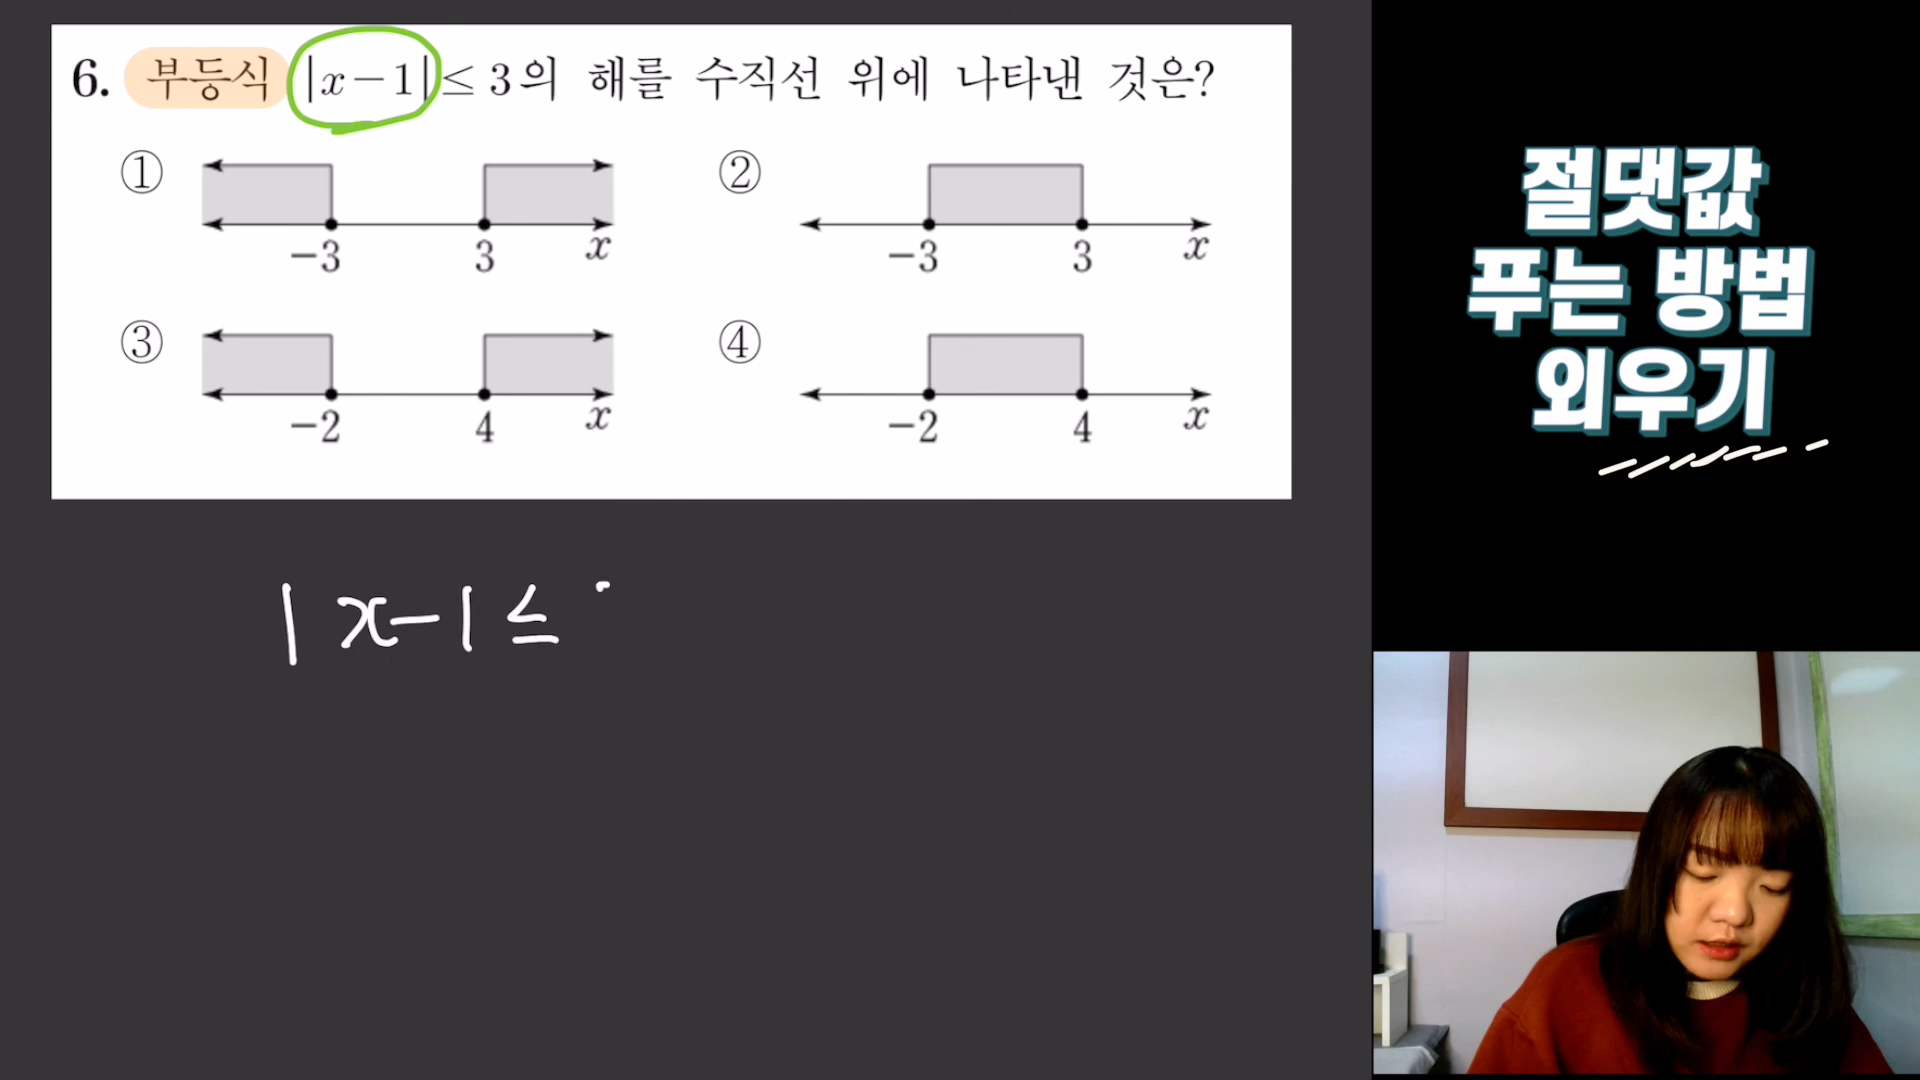 6. 부등식 |x-1| ≤ 3의 해를 수직선 위에 나타낸 것은?
① -3 3 x
② -3 3 x
③ -2 4 x
④ -2 4 x
|x-1 ≤
절댓값
푸는 방법
외우기